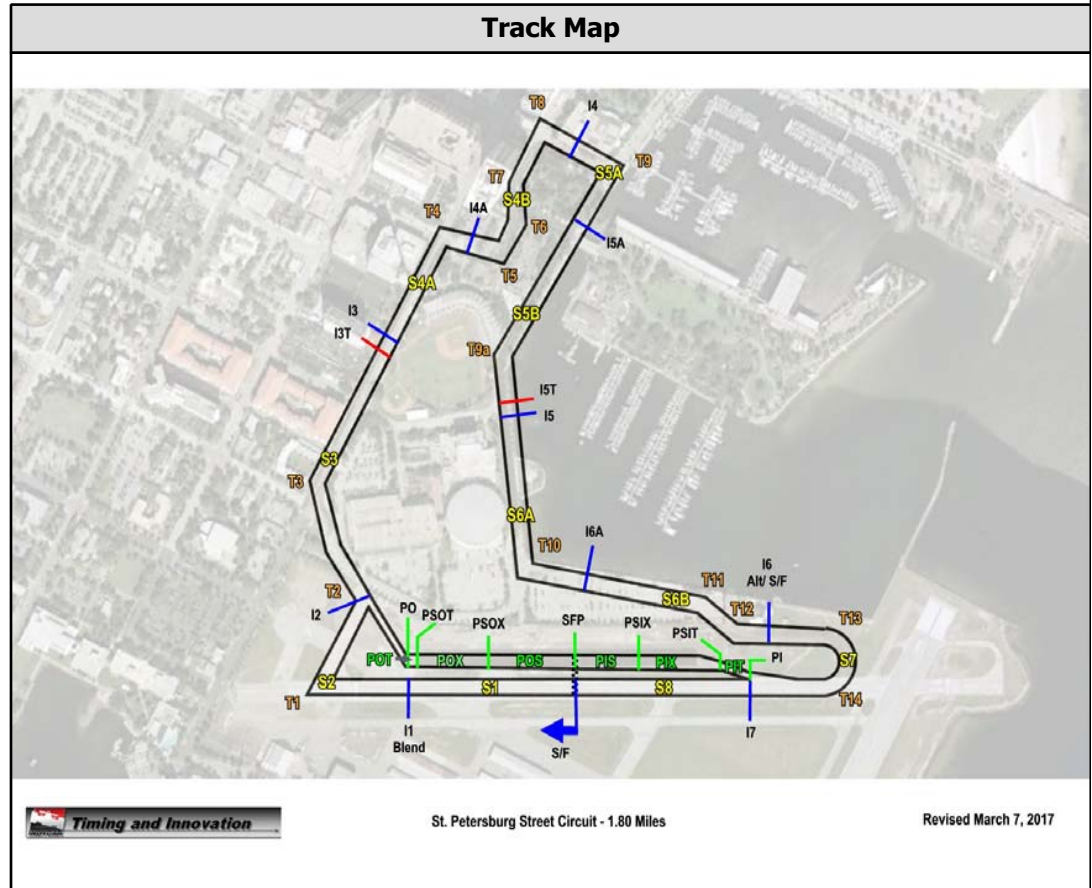 Track Map
T8
I4
T9
S5A
T7
S4B
T4
I4A
T6
I5A
T5
S4A
I3
S5B
I3T
T9a
I5T
I5
S3
T3
S6A
T10
I6A
I6
Alt/ S/F
T11
S6B
T12
T13
T2
I2
PO
PSOT
PSOX
SFP
PSIX
PSIT
PI
POT
POX
POS
PIS
PIX
PIT
S7
S2
S1
S8
T1
T14
I1
Blend
S/F
I7
Timing and Innovation
St. Petersburg Street Circuit - 1.80 Miles
Revised March 7, 2017